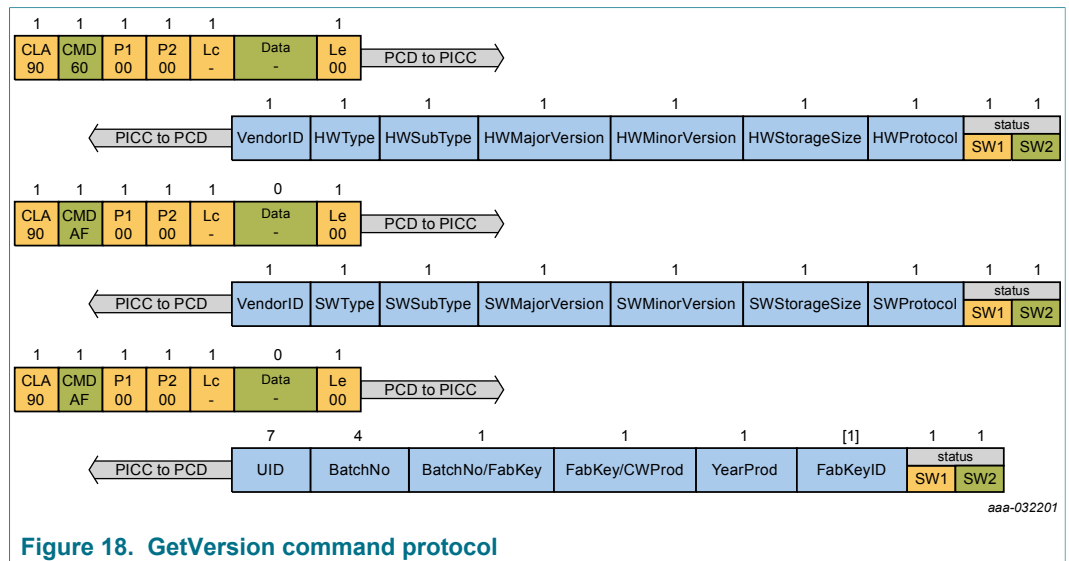 1 1 1 1 1 1
CLA CMD P1 P2 Lc Data Le
90 60 00 00 - - 00
PCD to PICC
1 1 1 1 1 1 1 1 1
PICC to PCD VendorID HWType HWSubType HWMajorVersion HWMinorVersion HWStorageSize HWProtocol status
SW1 SW2
1 1 1 1 1 0 1
CLA CMD P1 P2 Lc Data Le
90 AF 00 00 - - 00
PCD to PICC
1 1 1 1 1 1 1 1 1
PICC to PCD VendorID SWType SWSubType SWMajorVersion SWMinorVersion SWStorageSize SWProtocol status
SW1 SW2
1 1 1 1 1 0 1
CLA CMD P1 P2 Lc Data Le
90 AF 00 00 - - 00
PCD to PICC
7 4 1 1 1 [1] 1 1
PICC to PCD UID BatchNo BatchNo/FabKey FabKey/CWProd YearProd FabKeyID status
SW1 SW2
aaa-032201
Figure 18. GetVersion command protocol